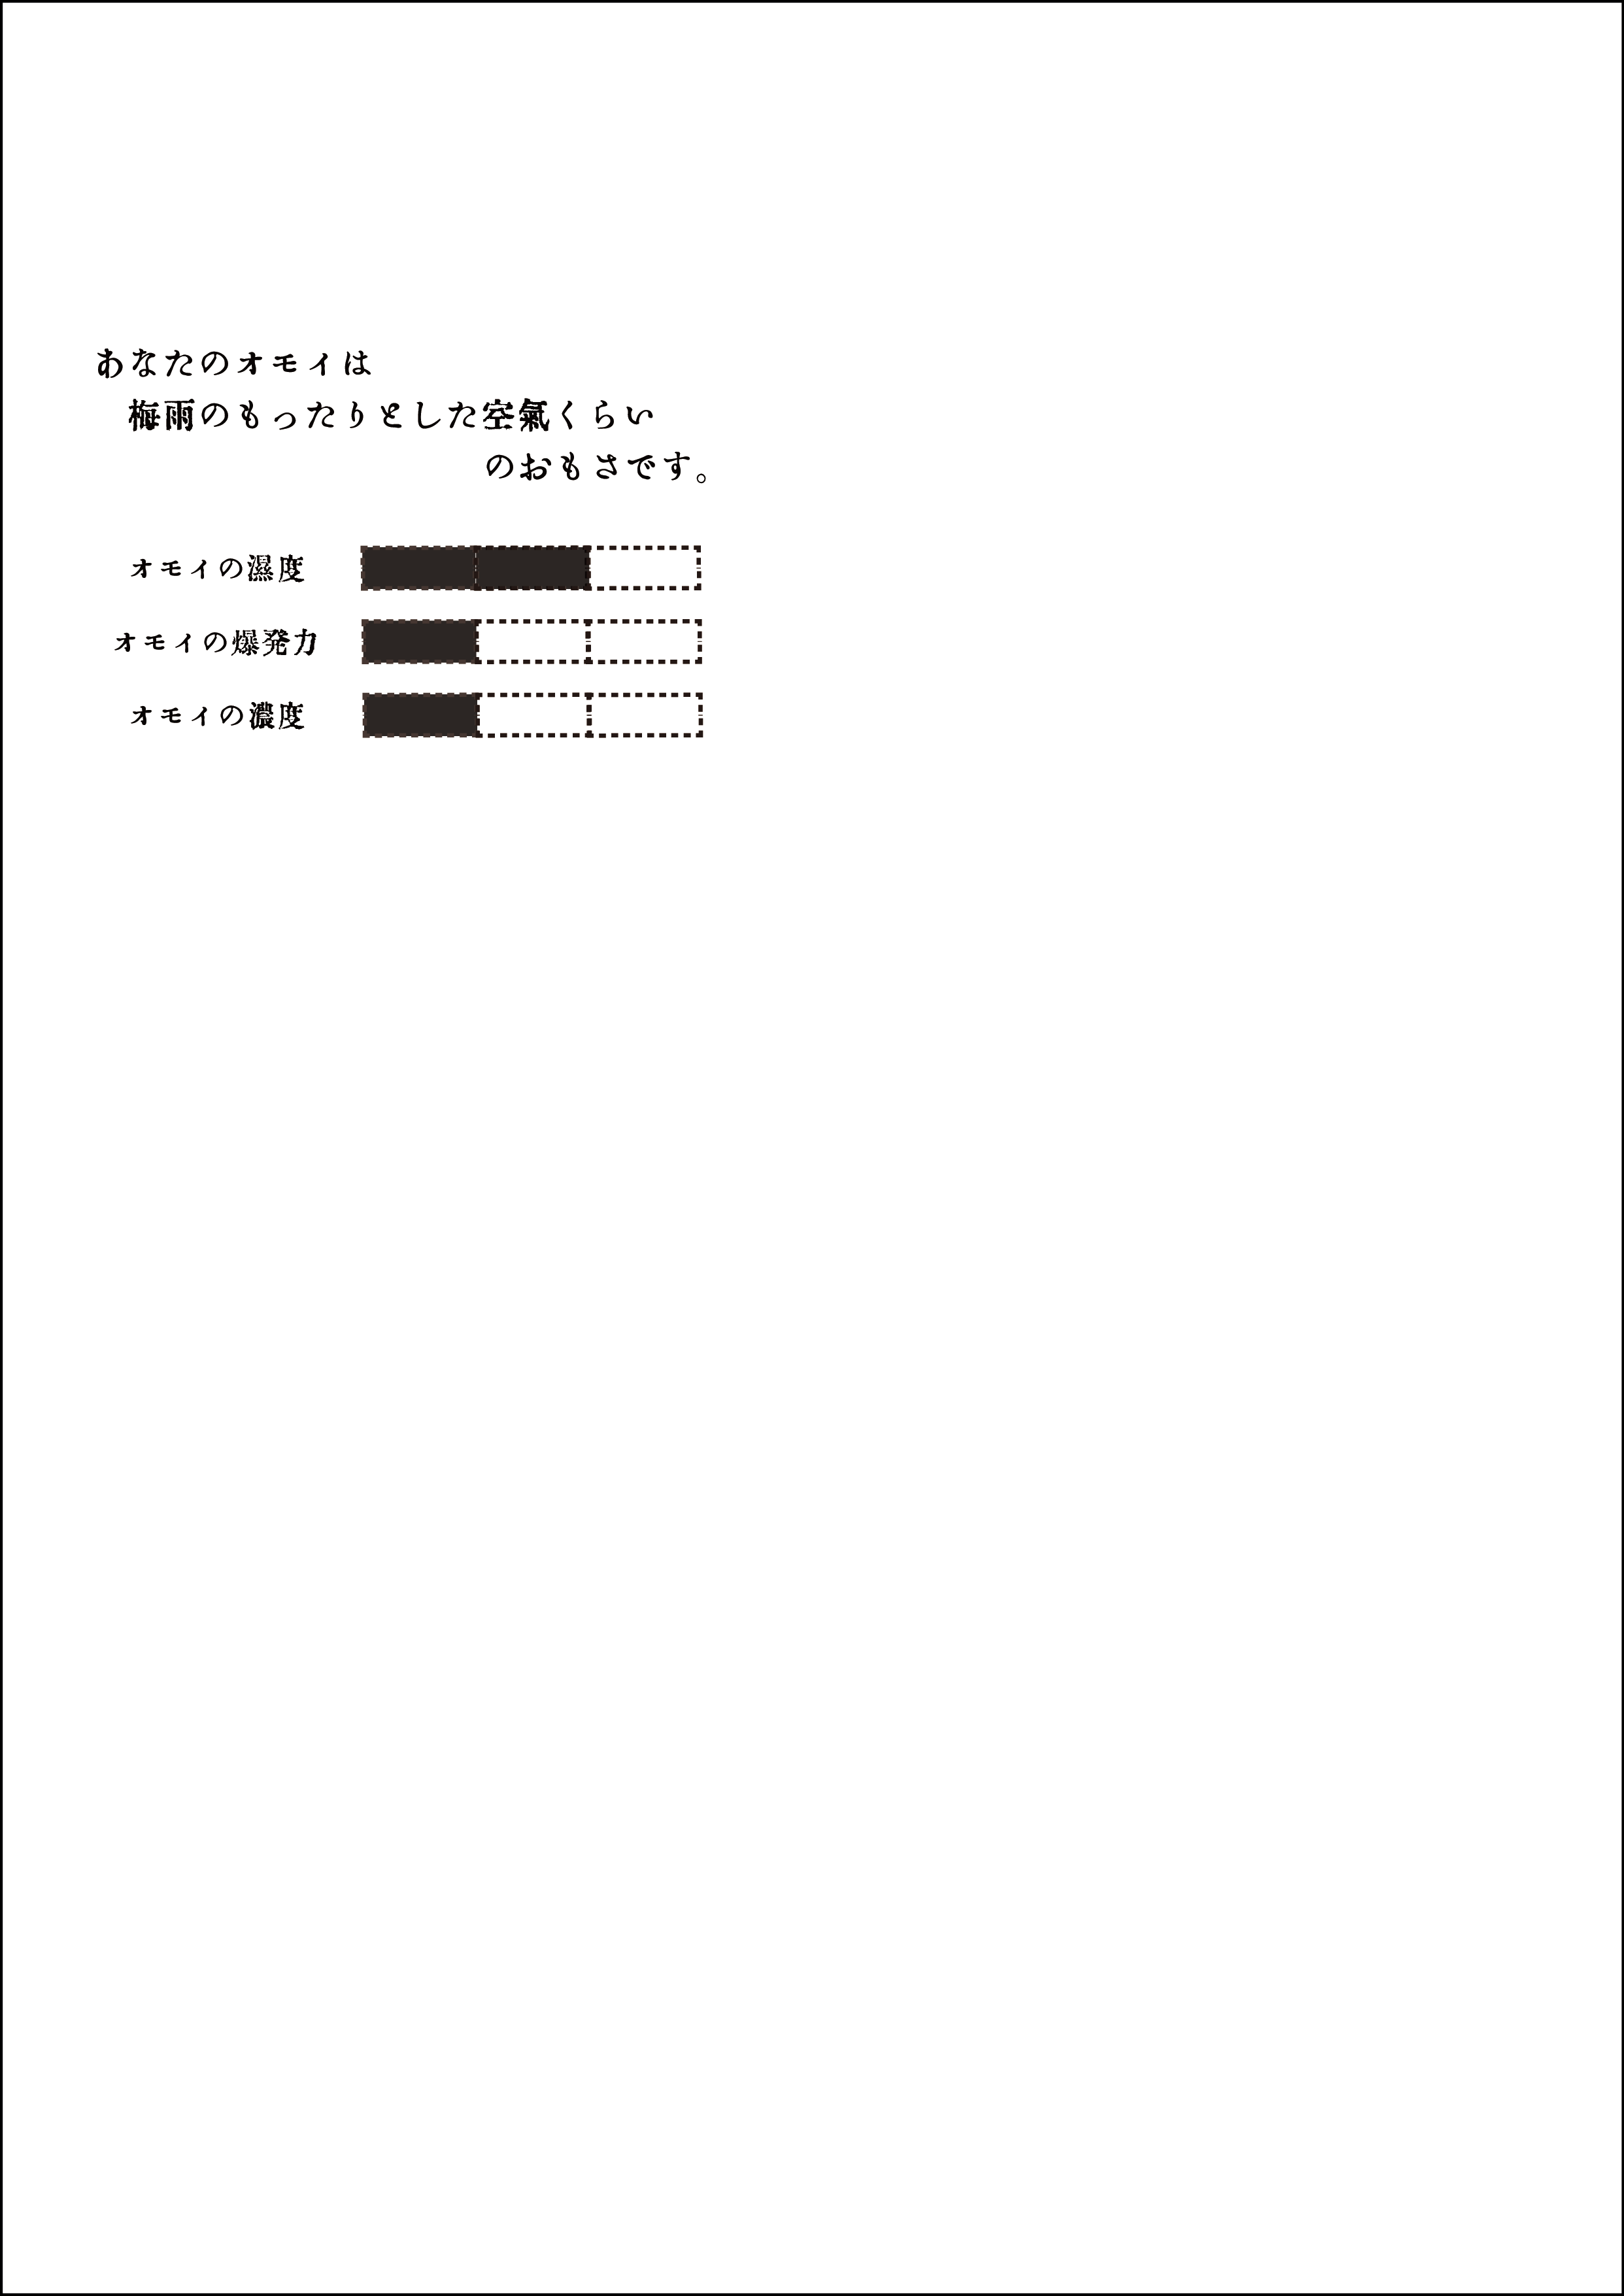 あなたのオモイは
梅雨のもったりとした空氣くらい
のおもさです。
オモイの濕度
オモイの爆発力
オモイの濃度